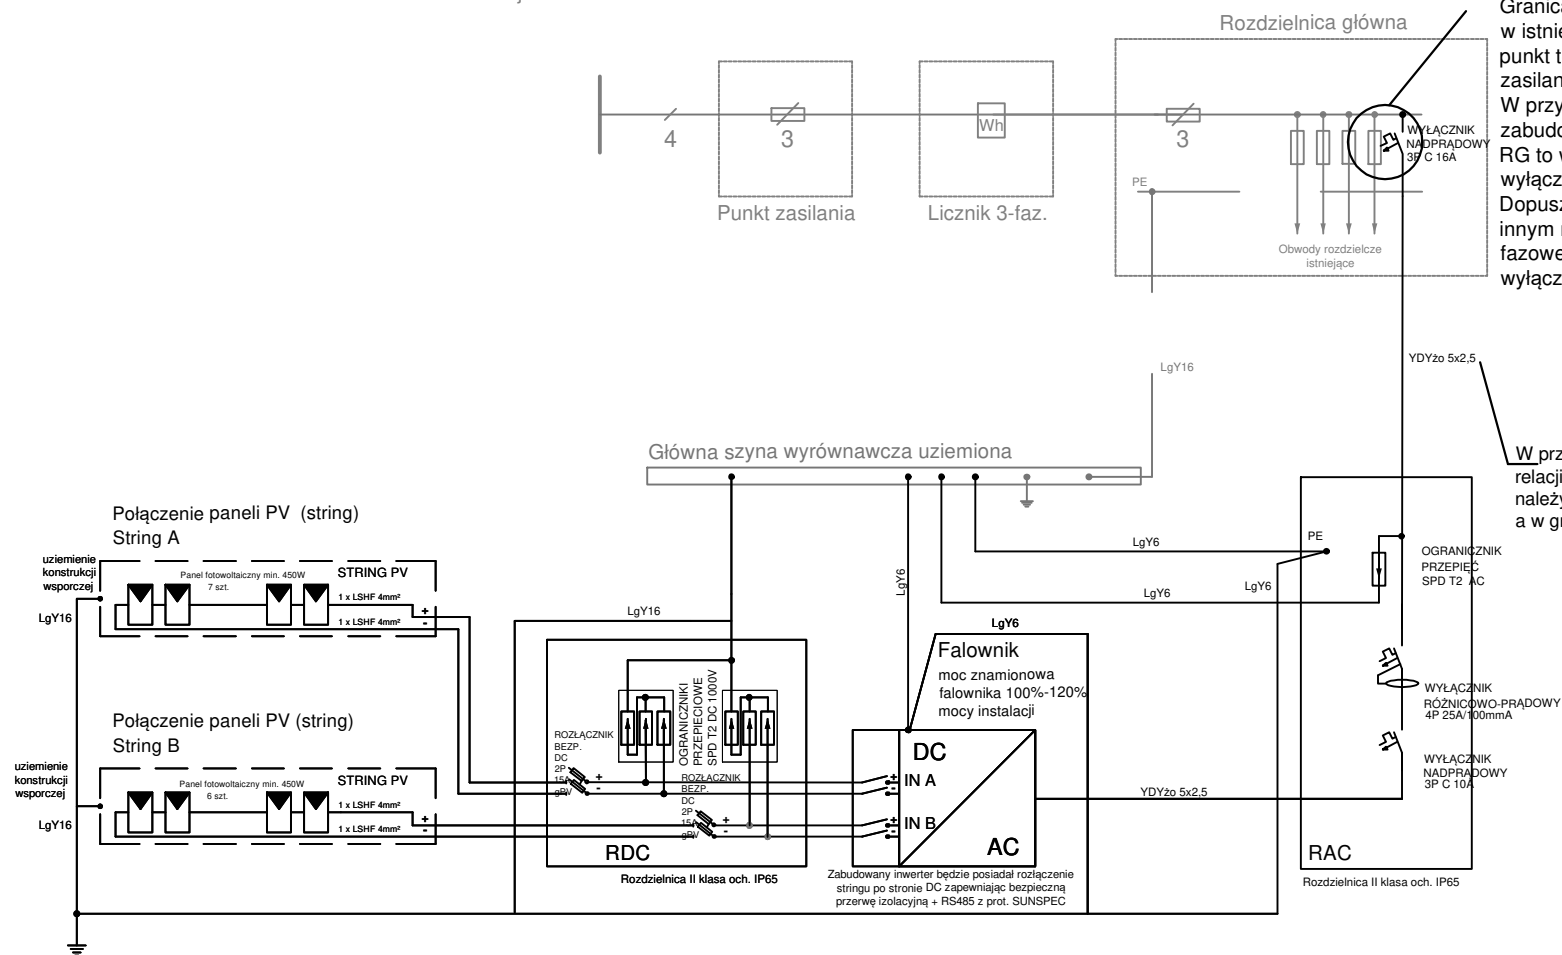 Rozdzielnica główna
4
3
Wh
3
Punkt zasilania
Licznik 3-faz.
PE
WYŁĄCZNIK
NADPRĄDOWY
3P C 16A
Obwody rozdzielcze
istniejące
w istnie
punkt t
W przy
zabudo
RG to w
wyłącz
Dopusz
innym
fazowe
wyłącz
LgY16
YDYżo 5x2,5
W prz
relacji
należy
a w gr
Główna szyna wyrównawcza uziemiona
Połączenie paneli PV (string)
String A
uziemienie
konstrukcji
wsporczej
LgY16
Panel fotowoltaiczny min. 450W
7 szt.
STRING PV
1 x LSHF 4mm²
1 x LSHF 4mm²
+
-
Połączenie paneli PV (string)
String B
uziemienie
konstrukcji
wsporczej
LgY16
Panel fotowoltaiczny min. 450W
6 szt.
STRING PV
1 x LSHF 4mm²
1 x LSHF 4mm²
+
-
LgY16
ROZŁĄCZNIK
BEZP.
DC
2P
15A
gPV
+
-
OGRANICZNIKI
PRZEPIECIOWE
SPD T2 DC 1000V
ROZŁĄCZNIK
BEZP.
DC
2P
15A
gPV
+
-
RDC
Rozdzielnica II klasa och. IP65
LgY6
LgY6
LgY6
LgY6
LgY6
Falownik
moc znamionowa
falownika 100%-120%
mocy instalacji
DC
+
-
IN A
+
-
IN B
AC
Zabudowany inwerter będzie posiadał rozłączenie
stringu po stronie DC zapewniając bezpieczną
przerwę izolacyjną + RS485 z prot. SUNSPEC
YDYżo 5x2,5
PE
OGRANICZNIK
PRZEPIĘĆ
SPD T2 AC
WYŁĄCZNIK
RÓŻNICOWO-PRĄDOWY
4P 25A/100mmA
WYŁĄCZNIK
NADPRĄDOWY
3P C 10A
RAC
Rozdzielnica II klasa och. IP65